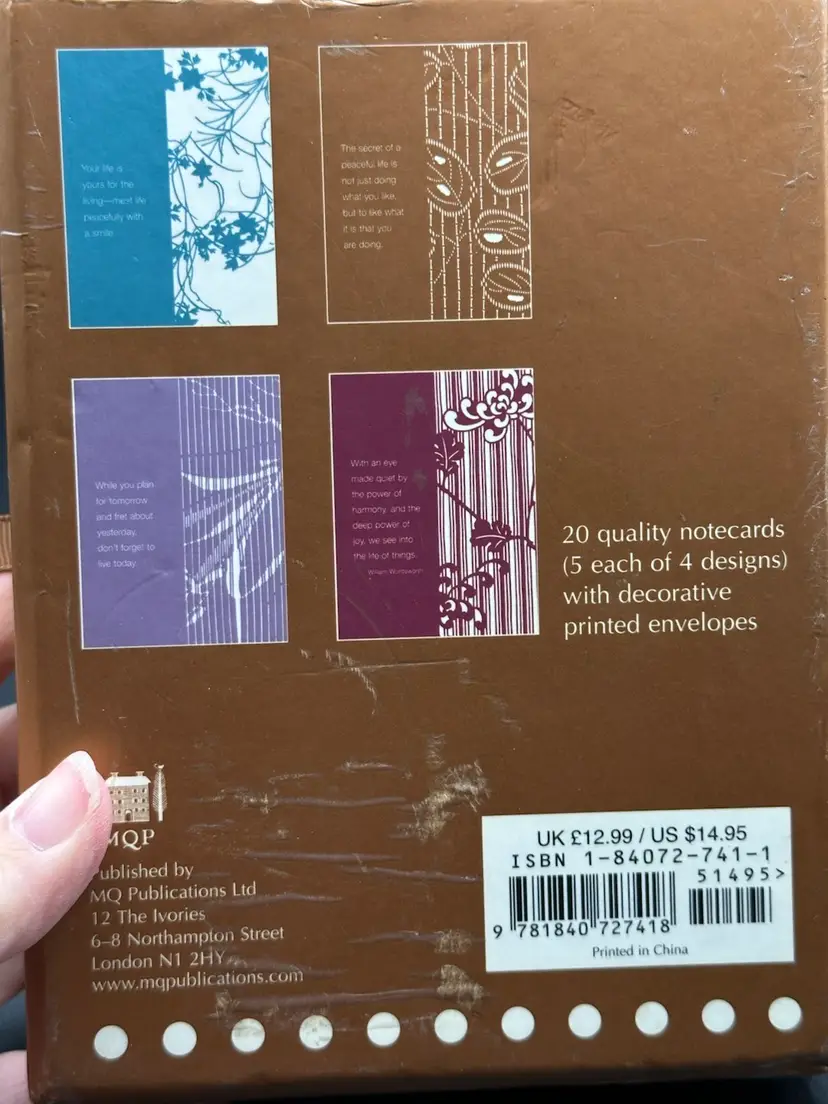 Your life is
yours for the
living—meet life
peacefully with
a smile.
The secret of a
peaceful life is
not just doing
what you like,
but to like what
it is that you
are doing.
While you plan
for tomorrow
and fret about
yesterday,
don't forget to
live today.
With an eye
made quiet by
the power of
harmony, and the
deep power of
joy, we see into
the life of things.
William Wordsworth
20 quality notecards
(5 each of 4 designs)
with decorative
printed envelopes
MQP
Published by
MQ Publications Ltd
12 The Ivories
6–8 Northampton Street
London N1 2HY
www.mqpublications.com
UK £12.99 / US $14.95
ISBN 1-84072-741-1
51495>
9 781840 727418
Printed in China